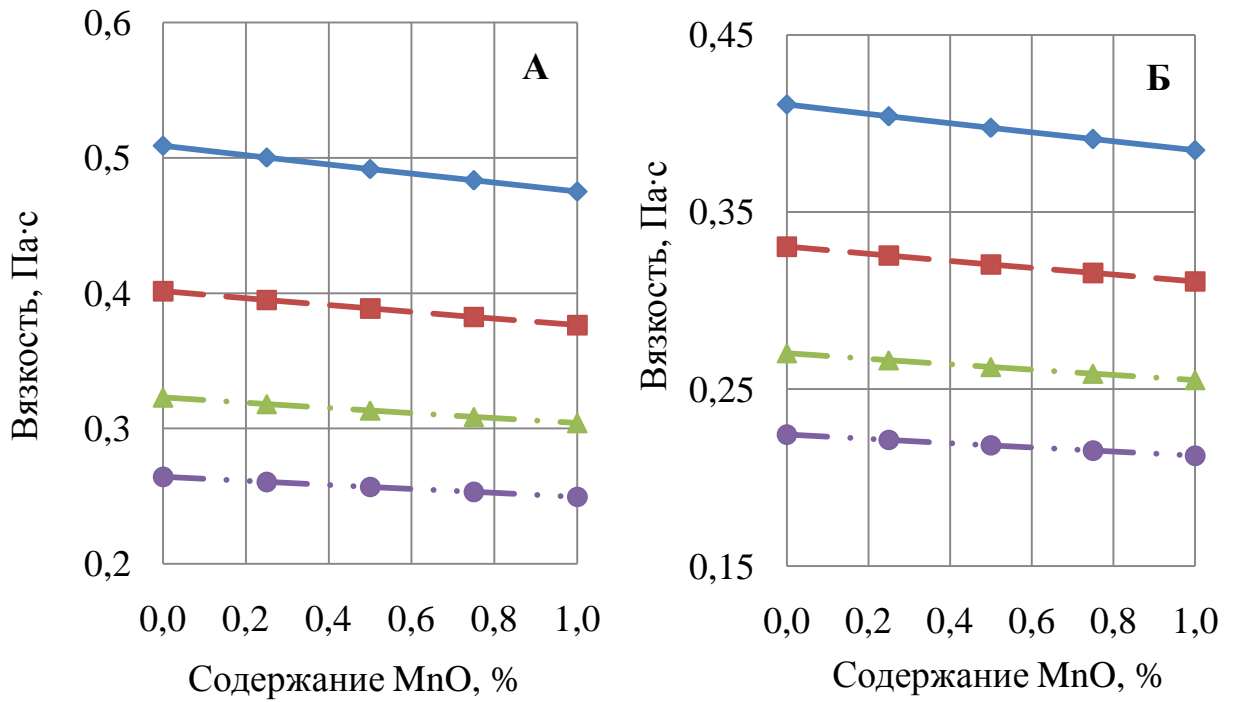 А
Вязкость, Па·с
0,6
0,5
0,4
0,3
0,2
0,0 0,2 0,4 0,6 0,8 1,0
Содержание MnO, %
Б
Вязкость, Па·с
0,45
0,35
0,25
0,15
0,0 0,2 0,4 0,6 0,8 1,0
Содержание MnO, %